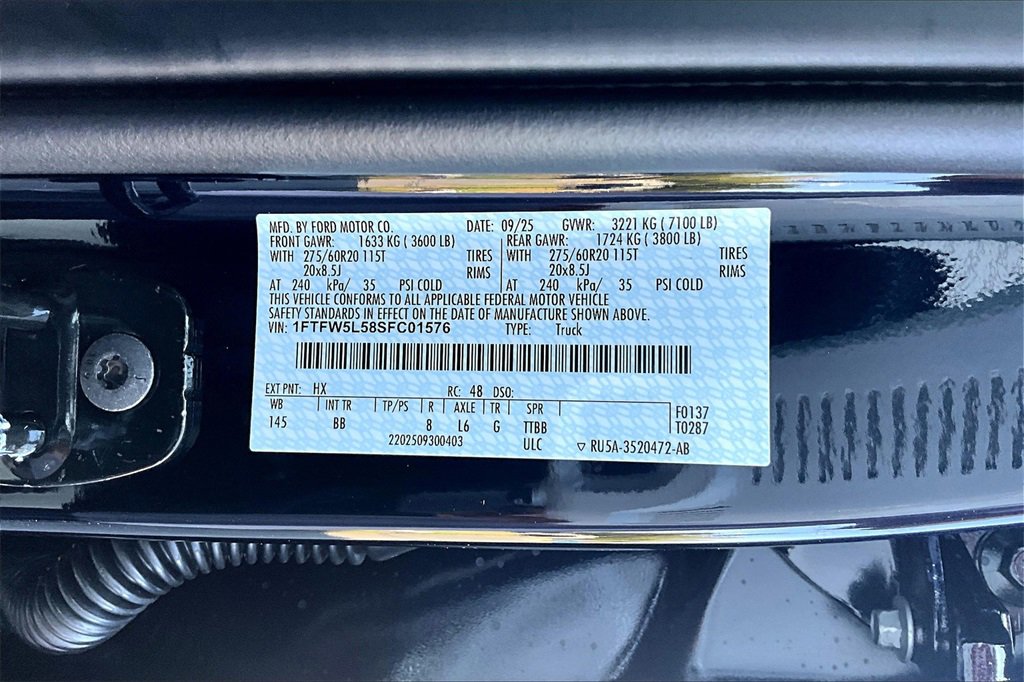 MFD. BY FORD MOTOR CO. DATE: 09/25 GVWR: 3221 KG ( 7100 LB)
FRONT GAWR: 1633 KG ( 3600 LB) REAR GAWR: 1724 KG ( 3800 LB)
WITH 275/60R20 115T TIRES WITH 275/60R20 115T TIRES
20x8.5J RIMS 20x8.5J RIMS
AT 240 kPa/ 35 PSI COLD AT 240 kPa/ 35 PSI COLD
THIS VEHICLE CONFORMS TO ALL APPLICABLE FEDERAL MOTOR VEHICLE
SAFETY STANDARDS IN EFFECT ON THE DATE OF MANUFACTURE SHOWN ABOVE.
VIN: 1FTFW5L58SFC01576 TYPE: Truck
EXT PNT: HX RC: 48 DSO:
WB INT TR TP/PS R AXLE TR SPR F0137
145 BB 8 L6 G TTBB T0287
2202509300403 ULC RU5A-3520472-AB